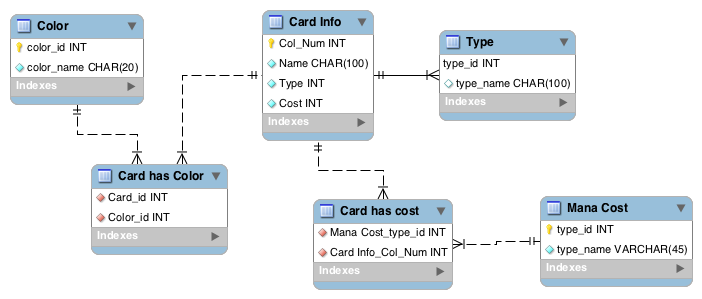 Color
color_id INT
color_name CHAR(20)
Indexes
Card Info
Col_Num INT
Name CHAR(100)
Type INT
Cost INT
Indexes
Type
type_id INT
type_name CHAR(100)
Indexes
Card has Color
Card_id INT
Color_id INT
Indexes
Card has cost
Mana Cost_type_id INT
Card Info_Col_Num INT
Indexes
Mana Cost
type_id INT
type_name VARCHAR(45)
Indexes